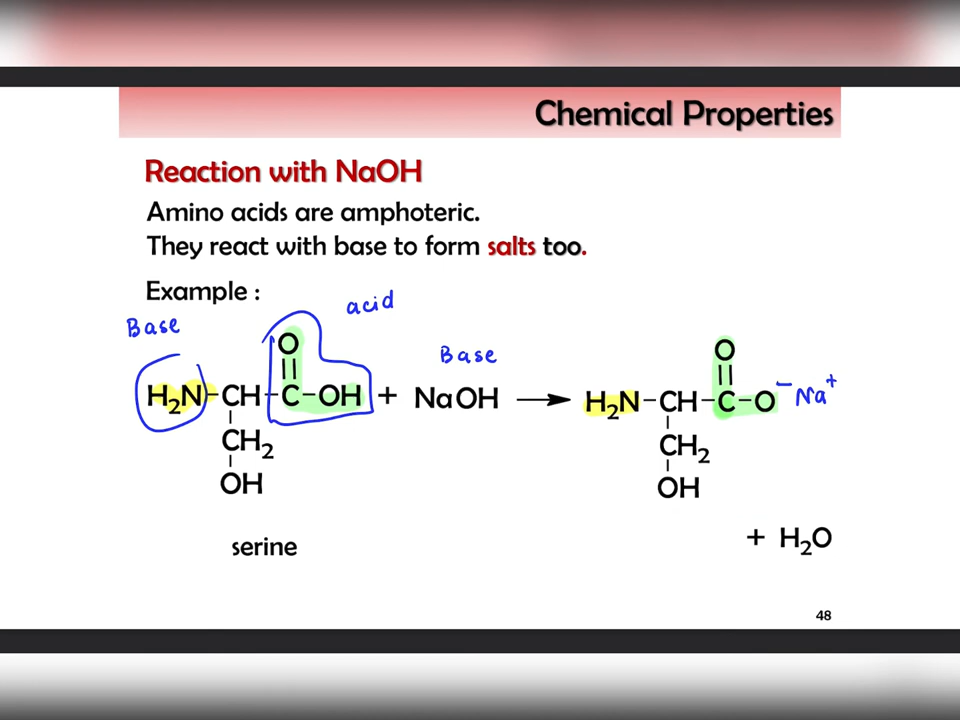 Chemical Properties
Reaction with NaOH
Amino acids are amphoteric.
They react with base to form salts too.
Example :
acid
Base
O
O
Base
H₂N-CH-C-OH + NaOH → H₂N-CH-C-O⁻Na⁺
CH₂
CH₂
OH
OH
+ H₂O
serine
48